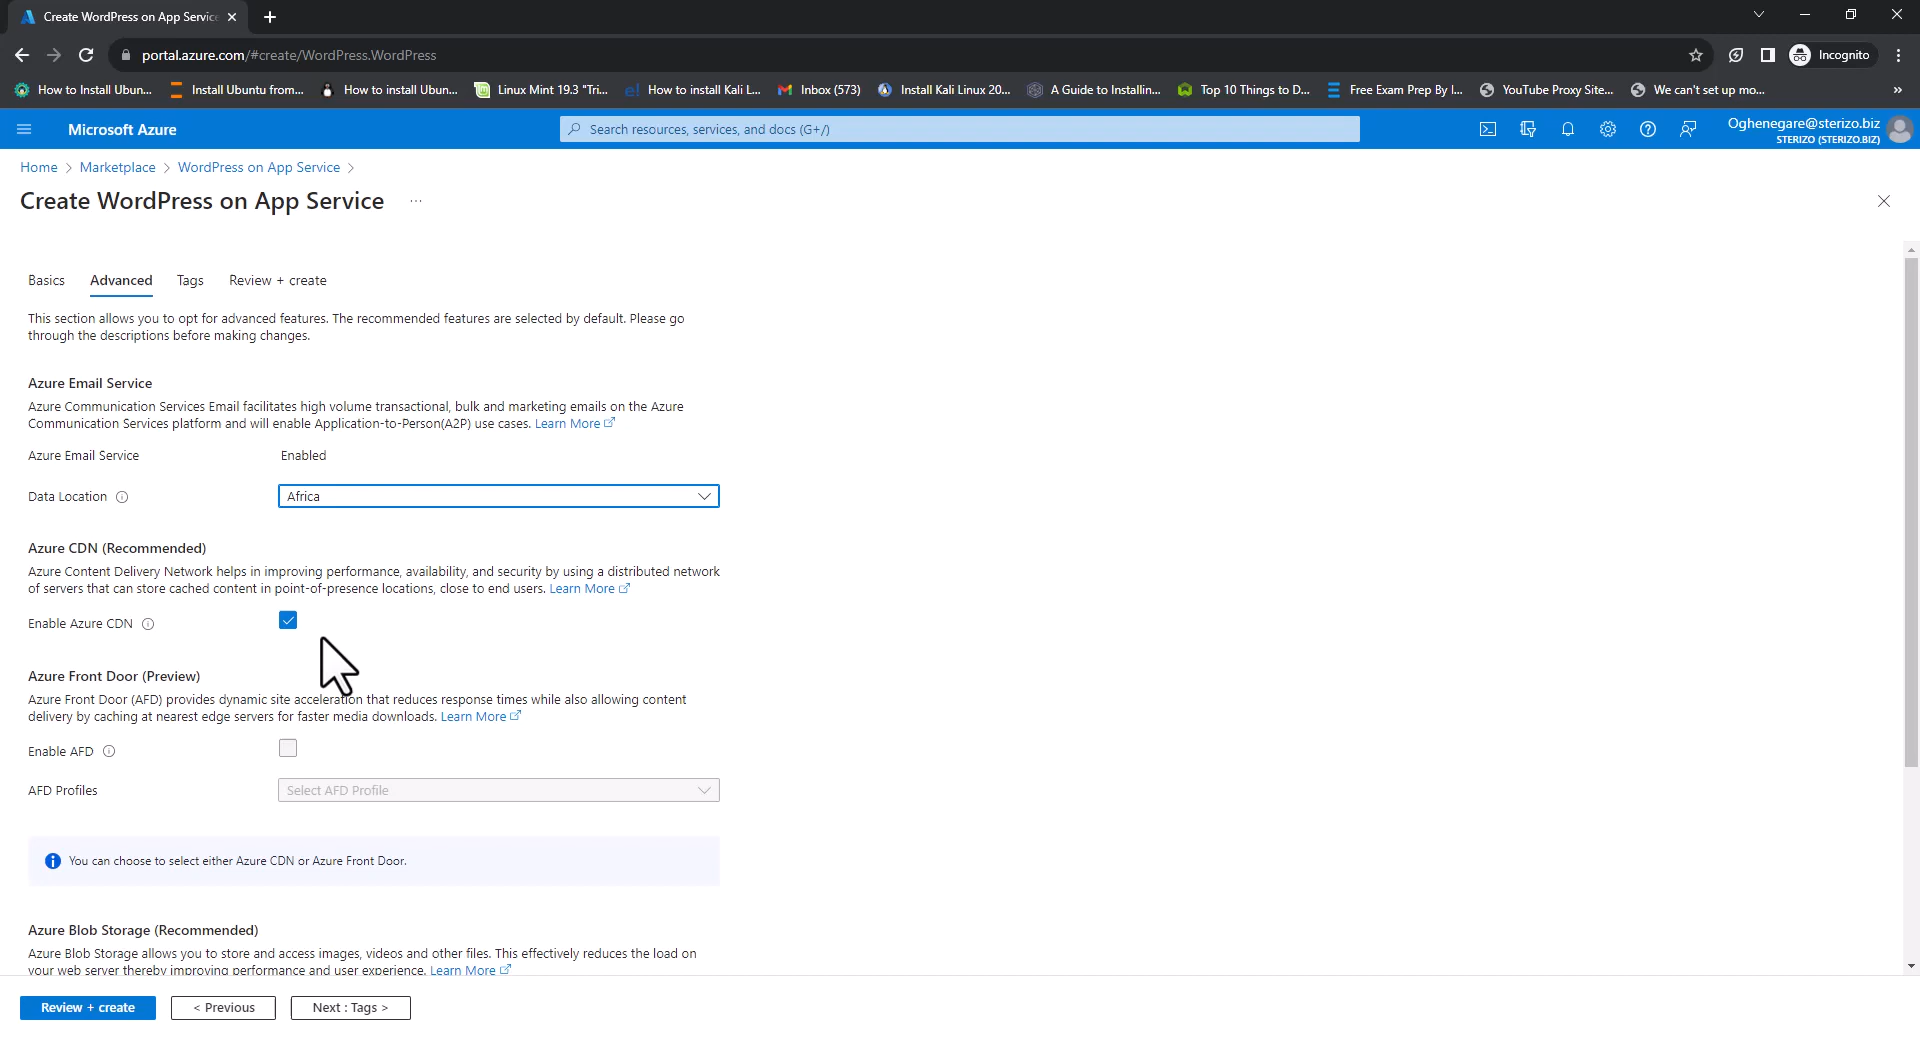 Create WordPress on App Service
portal.azure.com/#create/WordPress.WordPress
Incognito
How to Install Ubun...
Install Ubuntu from...
How to install Ubun...
Linux Mint 19.3 "Tri...
How to install Kali L...
Inbox (573)
Install Kali Linux 20...
A Guide to Installin...
Top 10 Things to D...
Free Exam Prep By I...
YouTube Proxy Site...
We can't set up mo...
»
Microsoft Azure
Search resources, services, and docs (G+/)
Oghenegare@sterizo.biz
STERIZO (STERIZO.BIZ)
Home > Marketplace > WordPress on App Service >
Create WordPress on App Service ...
Basics
Advanced
Tags
Review + create
This section allows you to opt for advanced features. The recommended features are selected by default. Please go
through the descriptions before making changes.
Azure Email Service
Azure Communication Services Email facilitates high volume transactional, bulk and marketing emails on the Azure
Communication Services platform and will enable Application-to-Person(A2P) use cases. Learn More
Azure Email Service
Enabled
Data Location
Africa
Azure CDN (Recommended)
Azure Content Delivery Network helps in improving performance, availability, and security by using a distributed network
of servers that can store cached content in point-of-presence locations, close to end users. Learn More
Enable Azure CDN
Azure Front Door (Preview)
Azure Front Door (AFD) provides dynamic site acceleration that reduces response times while also allowing content
delivery by caching at nearest edge servers for faster media downloads. Learn More
Enable AFD
AFD Profiles
Select AFD Profile
You can choose to select either Azure CDN or Azure Front Door.
Azure Blob Storage (Recommended)
Azure Blob Storage allows you to store and access images, videos and other files. This effectively reduces the load on
your web server thereby improving performance and user experience. Learn More
Review + create
< Previous
Next : Tags >